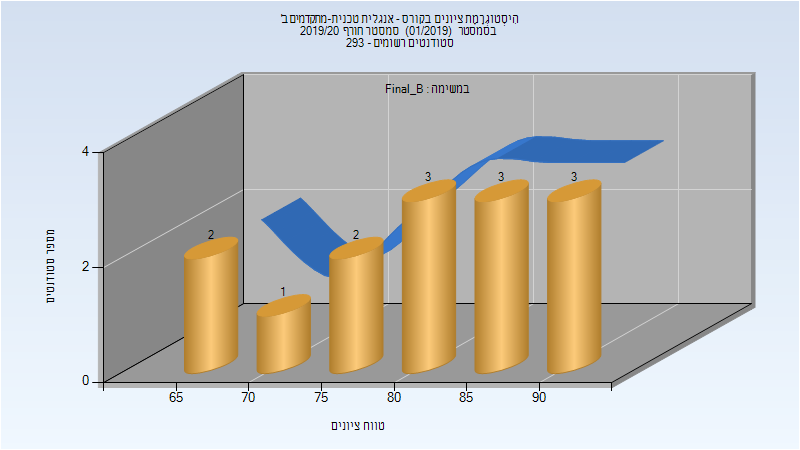 היסטוגרמת ציונים בקורס - אנגלית טכנית-מתקדמים ב'
בסמסטר (01/2019) סמסטר חורף 2019/20
סטודנטים רשומים - 293
במשימה : Final_B
מספר סטודנטים
4
2
0
2
1
2
3
3
3
65 70 75 80 85 90
טווח ציונים